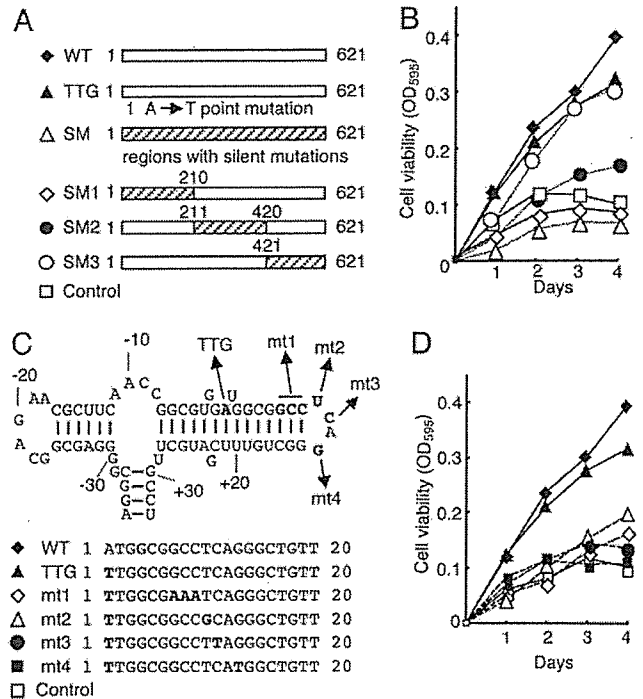 A
WT 1 621
TTG 1 621
1 A → T point mutation
SM 1 621
regions with silent mutations
210
SM1 1 621
211 420
SM2 1 621
421
SM3 1 621
Control
B
Cell viability (OD595)
0.4
0.3
0.2
0.1
0
1 2 3 4
Days
C
-10
TTG
mt1
mt2
mt3
mt4
-20
-30
+30
+20
WT 1 ATGGCGGCCTCAGGGCTGTT 20
TTG 1 TTGGCGGCCTCAGGGCTGTT 20
mt1 1 TTGGCGAAATCAGGGCTGTT 20
mt2 1 TTGGCGGCCGCAGGGCTGTT 20
mt3 1 TTGGCGGCCTTAGGGCTGTT 20
mt4 1 TTGGCGGCCTCATGGCTGTT 20
Control
D
Cell viability (OD595)
0.4
0.3
0.2
0.1
0
1 2 3 4
Days